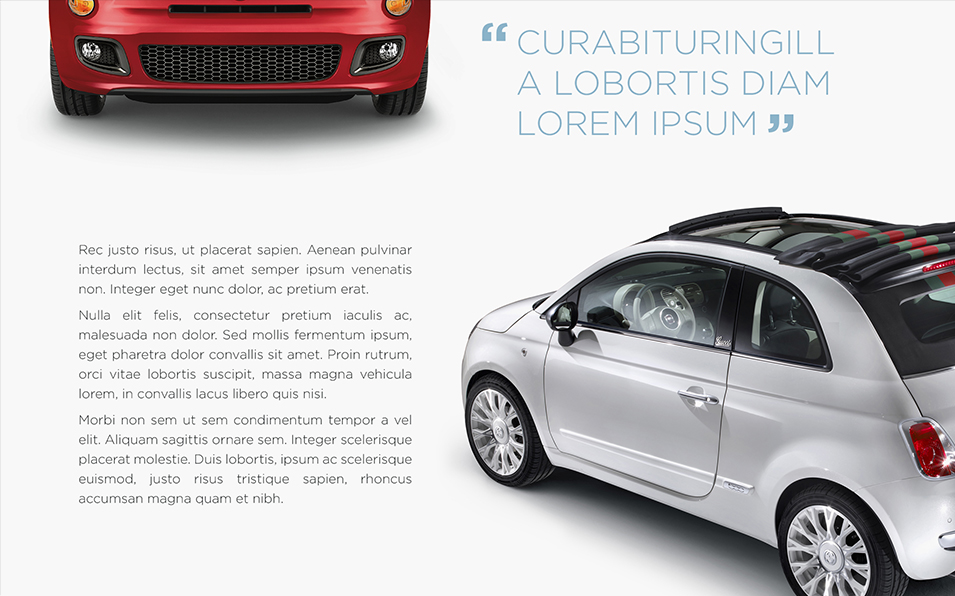 “ CURABITURINGILL
A LOBORTIS DIAM
LOREM IPSUM ”
Rec justo risus, ut placerat sapien. Aenean pulvinar
interdum lectus, sit amet semper ipsum venenatis
non. Integer eget nunc dolor, ac pretium erat.
Nulla elit felis, consectetur pretium iaculis ac,
malesuada non dolor. Sed mollis fermentum ipsum,
eget pharetra dolor convallis sit amet. Proin rutrum,
orci vitae lobortis suscipit, massa magna vehicula
lorem, in convallis lacus libero quis nisi.
Morbi non sem ut sem condimentum tempor a vel
elit. Aliquam sagittis ornare sem. Integer scelerisque
placerat molestie. Duis lobortis, ipsum ac scelerisque
euismod, justo risus tristique sapien, rhoncus
accumsan magna quam et nibh.
Gucci